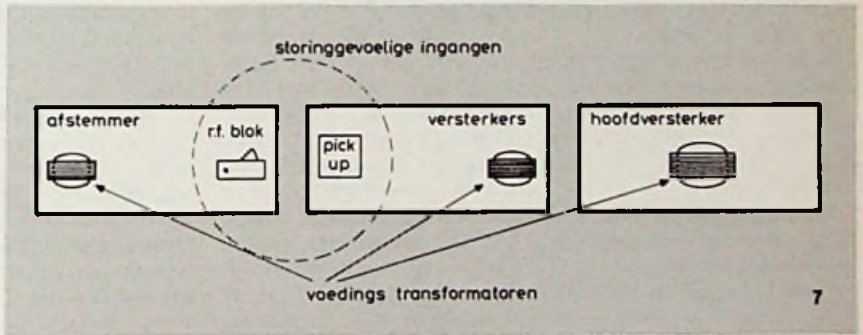 storinggevoelige ingangen
afstemmer
r.f. blok
pick
up
versterkers
hoofdversterker
voedings transformatoren
7